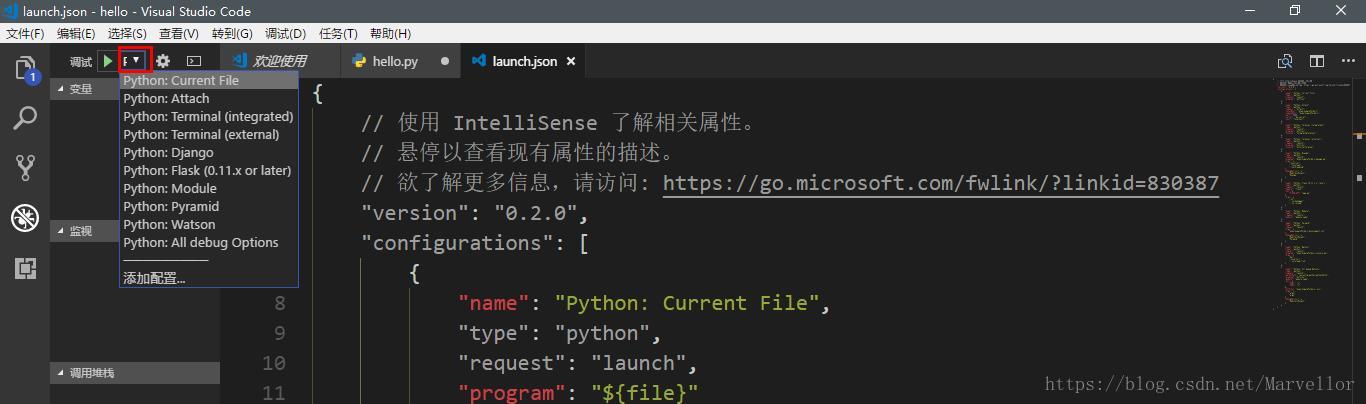 launch.json - hello - Visual Studio Code
文件(F) 编辑(E) 选择(S) 查看(V) 转到(G) 调试(D) 任务(T) 帮助(H)
调试 欢迎使用 hello.py launch.json
1
变量
监视
调用堆栈
Python: Current File
Python: Attach
Python: Terminal (integrated)
Python: Terminal (external)
Python: Django
Python: Flask (0.11.x or later)
Python: Module
Python: Pyramid
Python: Watson
Python: All debug Options
──────────
添加配置...
{
// 使用 IntelliSense 了解相关属性。
// 悬停以查看现有属性的描述。
// 欲了解更多信息，请访问: https://go.microsoft.com/fwlink/?linkid=830387
"version": "0.2.0",
"configurations": [
{
8 "name": "Python: Current File",
9 "type": "python",
10 "request": "launch",
11 "program": "${file}"
https://blog.csdn.net/Marvellor